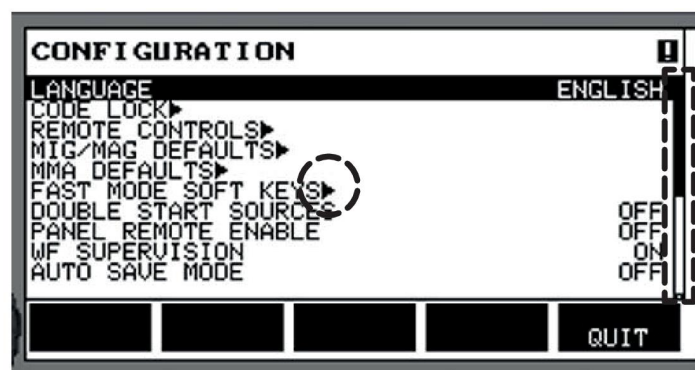 CONFIGURATION !
LANGUAGE ENGLISH
CODE LOCK▶
REMOTE CONTROLS▶
MIG/MAG DEFAULTS▶
MMA DEFAULTS▶
FAST MODE SOFT KEYS▶
DOUBLE START SOURCES OFF
PANEL REMOTE ENABLE OFF
WF SUPERVISION ON
AUTO SAVE MODE OFF
QUIT